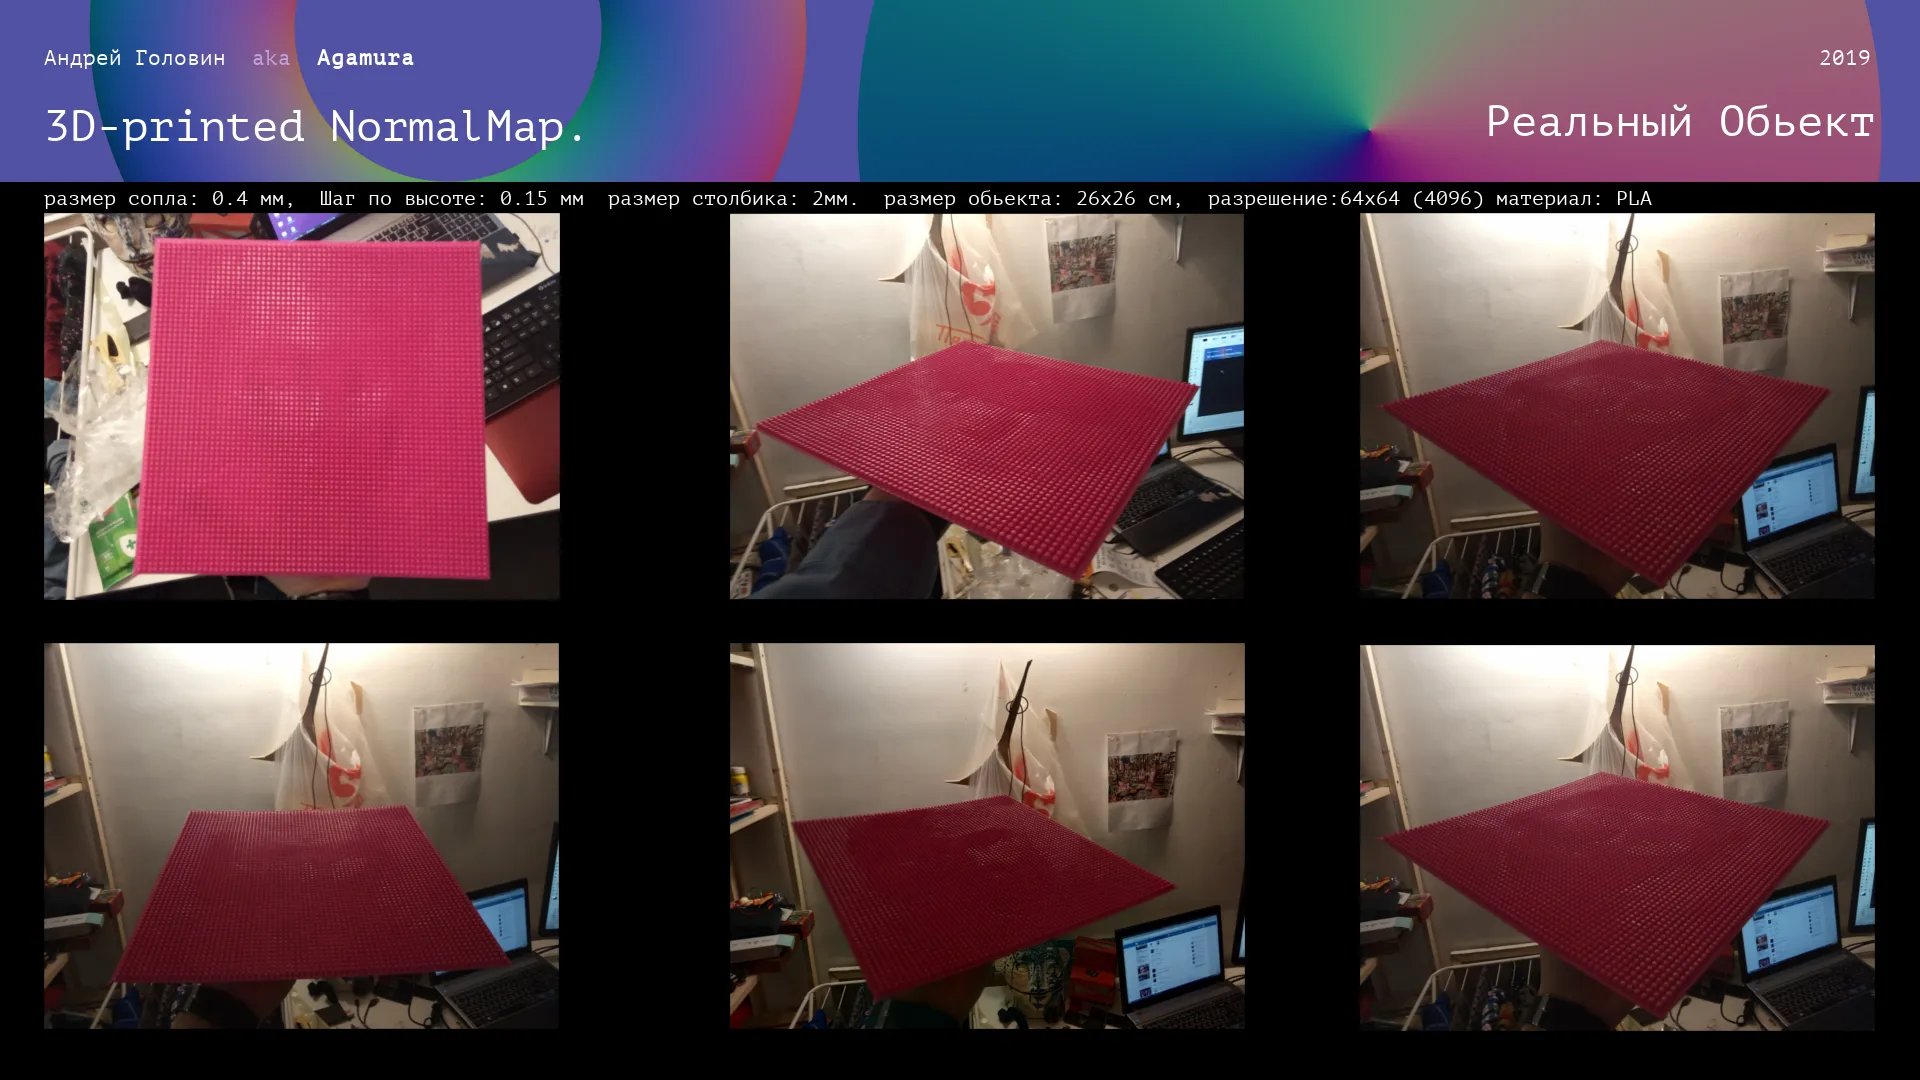 Андрей Головин aka Agamura
2019
3D-printed NormalMap.
Реальный Обьект
размер сопла: 0.4 мм, Шаг по высоте: 0.15 мм размер столбика: 2мм. размер обьекта: 26x26 см, разрешение:64x64 (4096) материал: PLA